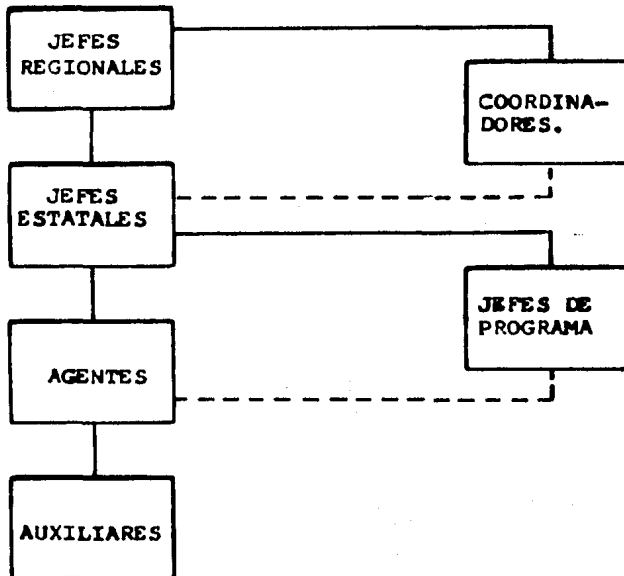 JEFES
REGIONALES
COORDINA-
DORES.
JEFES
ESTATALES
JEFES DE
PROGRAMA
AGENTES
AUXILIARES